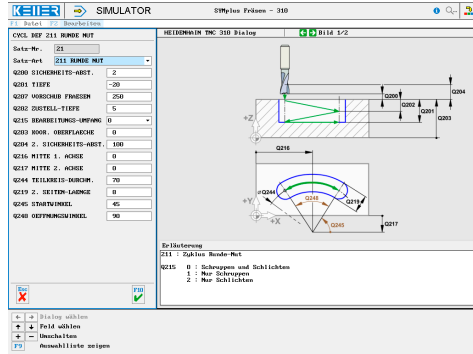 KELLER SIMULATOR SYMplus Fräsen - 310
F1 Datei F2 Bearbeiten
CYCL DEF 211 RUNDE NUT
Satz-Nr. 21
Satz-Art 211 RUNDE NUT
Q200 SICHERHEITS-ABST. 2
Q201 TIEFE -20
Q207 VORSCHUB FRAESEN 250
Q202 ZUSTELL-TIEFE 5
Q215 BEARBEITUNGS-UMFANG 0
Q203 KOOR. OBERFLAECHE 0
Q204 2. SICHERHEITS-ABST. 100
Q216 MITTE 1. ACHSE 0
Q217 MITTE 2. ACHSE 0
Q244 TEILKREIS-DURCHM. 70
Q219 2. SEITEN-LAENGE 8
Q245 STARTWINKEL 45
Q248 OEFFNUNGSWINKEL 90
Esc
F10
HEIDENHAIN TNC 310 Dialog Bild 1/2
Q200
Q204
Q202
Q201
Q203
+Z
Q216
Q244
Q248
Q219
+Y
+X
Q245
Q217
Erläuterung
211 : Zyklus Runde-Nut
Q215 0 : Schruppen und Schlichten
1 : Nur Schruppen
2 : Nur Schlichten
Dialog wählen
Feld wählen
+ - Umschalten
F9 Auswahlliste zeigen